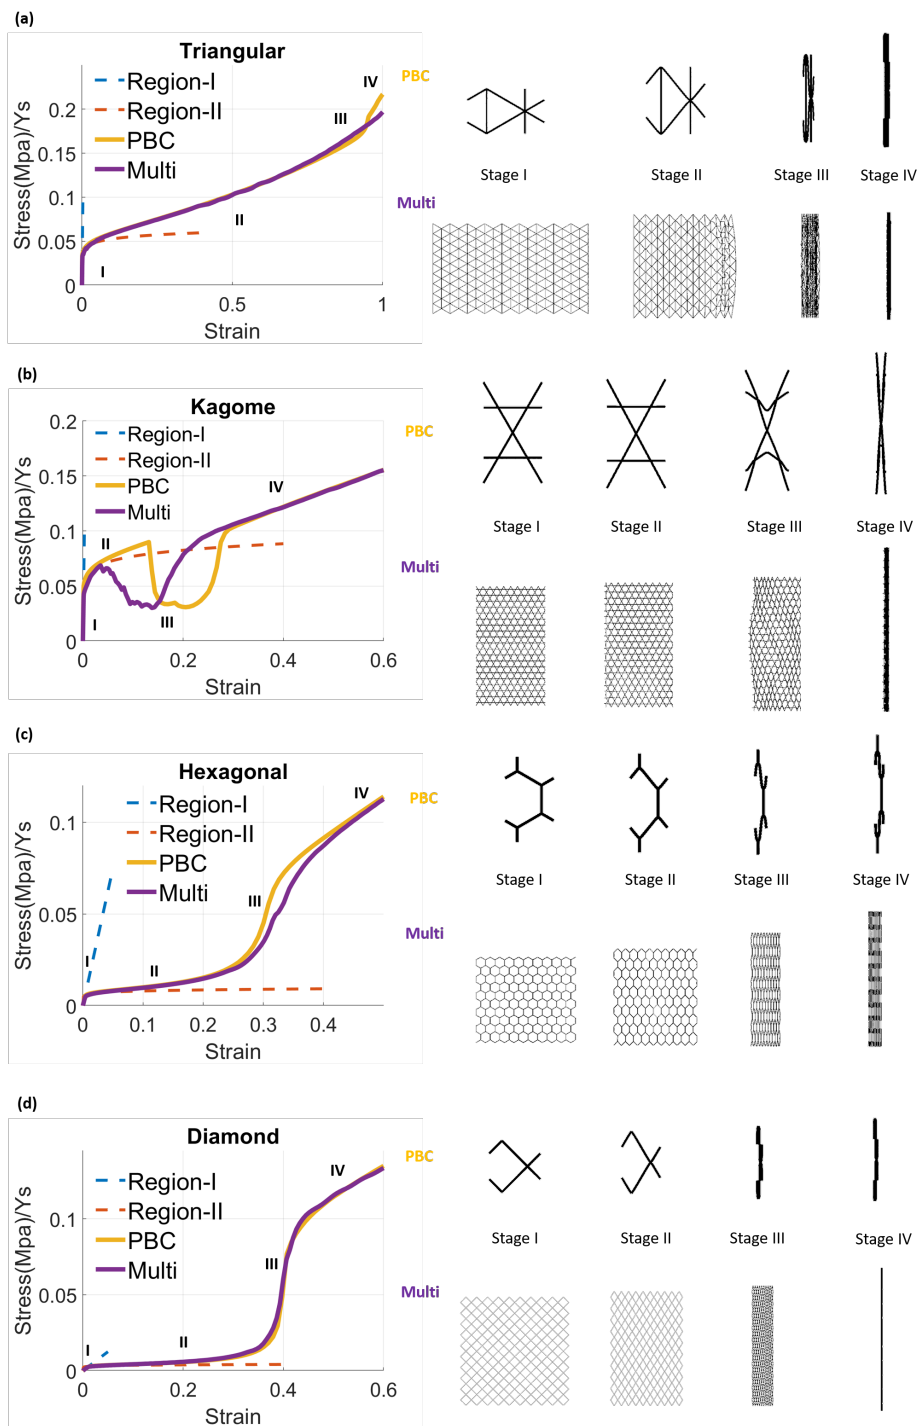 (a)
Triangular
Region-I
Region-II
PBC
Multi
I
II
III
IV
0.2
0.15
0.1
0.05
0
0
0.5
1
Stress(Mpa)/Ys
Strain
PBC
Stage I
Stage II
Stage III
Stage IV
Multi
(b)
Kagome
Region-I
Region-II
PBC
Multi
I
II
III
IV
0.2
0.15
0.1
0.05
0
0
0.2
0.4
0.6
Stress(Mpa)/Ys
Strain
PBC
Stage I
Stage II
Stage III
Stage IV
Multi
(c)
Hexagonal
Region-I
Region-II
PBC
Multi
I
II
III
IV
0.1
0.05
0
0
0.1
0.2
0.3
0.4
Stress(Mpa)/Ys
Strain
PBC
Stage I
Stage II
Stage III
Stage IV
Multi
(d)
Diamond
Region-I
Region-II
PBC
Multi
I
II
III
IV
0.1
0.05
0
0
0.2
0.4
0.6
Stress(Mpa)/Ys
Strain
PBC
Stage I
Stage II
Stage III
Stage IV
Multi